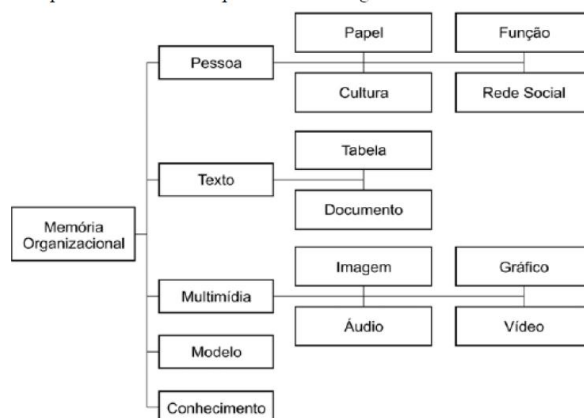 Papel
Função
Pessoa
Cultura
Rede Social
Tabela
Texto
Documento
Memória
Organizacional
Imagem
Gráfico
Multimídia
Áudio
Vídeo
Modelo
Conhecimento